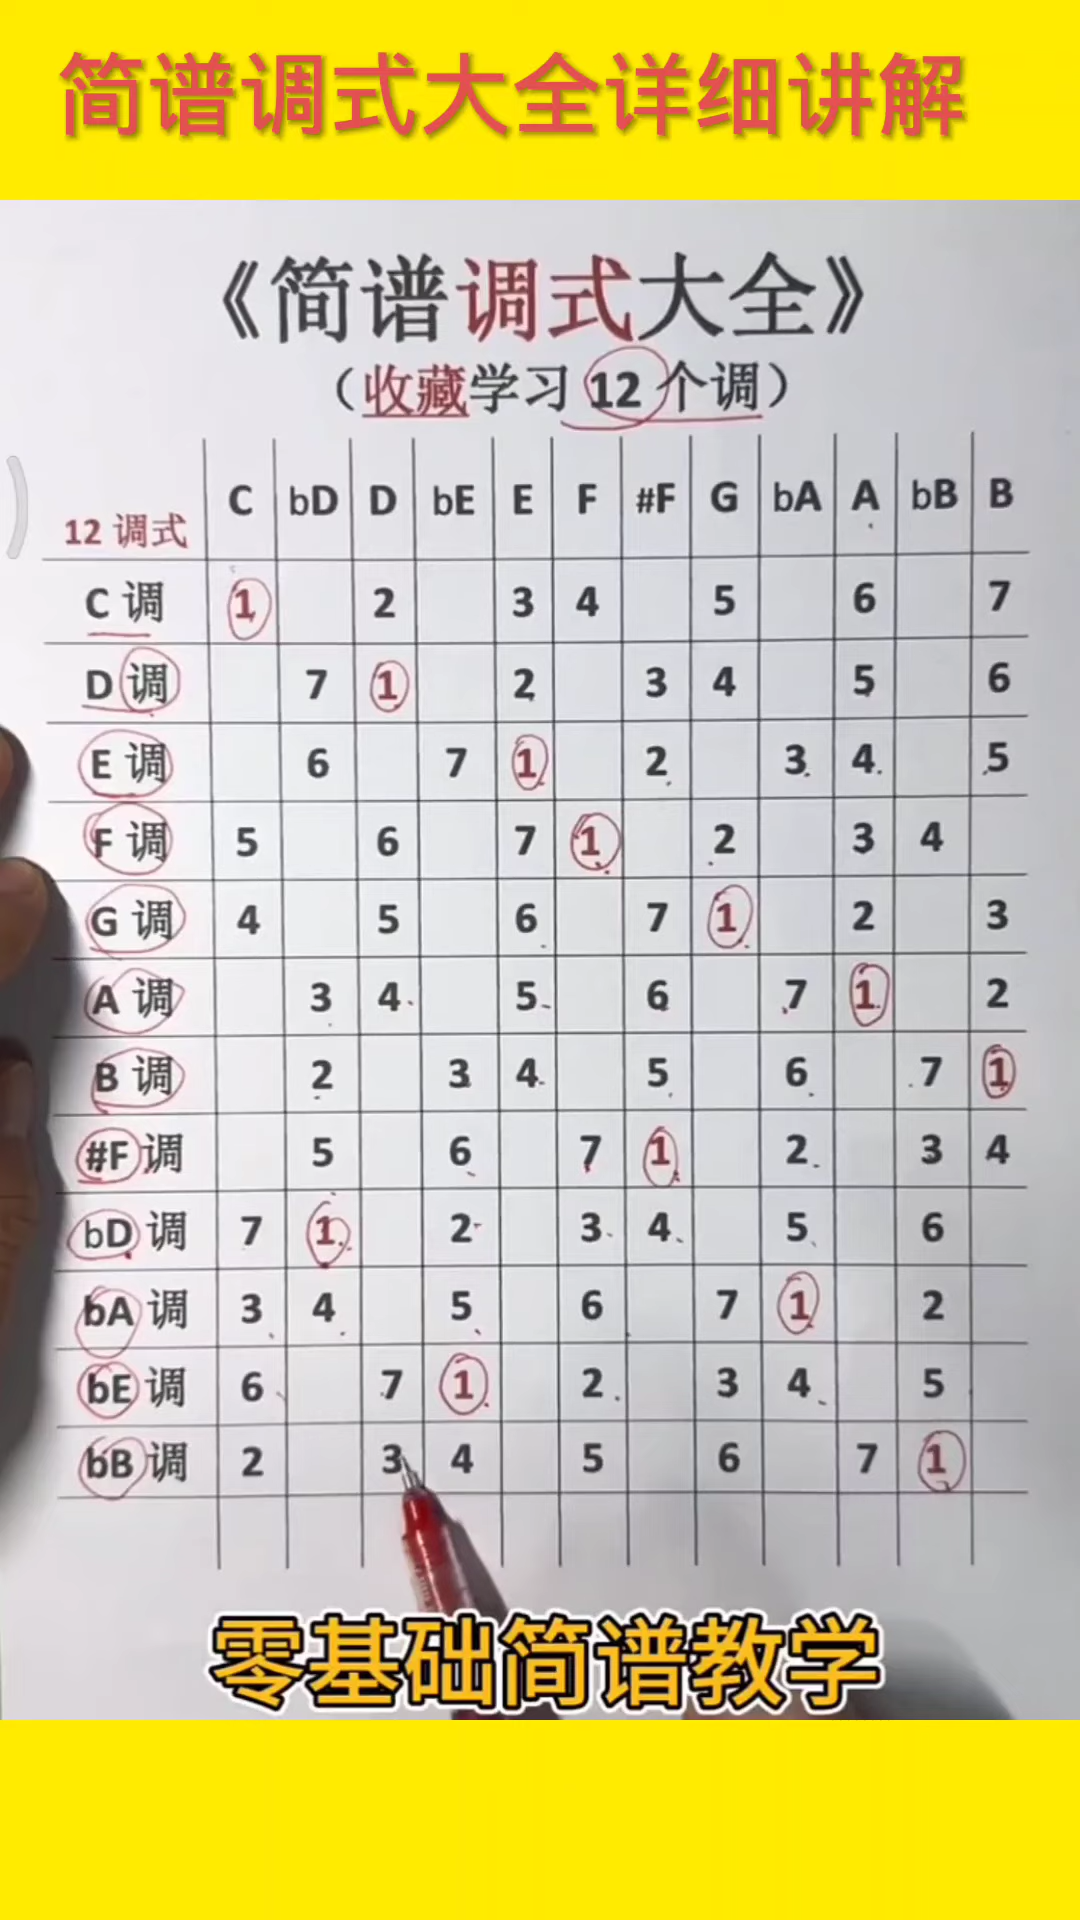 简谱调式大全详细讲解
《简谱调式大全》
（收藏学习12个调）
12调式 C bD D bE E F #F G bA A bB B
C调 1 2 3 4 5 6 7
D调 7 1 2 3 4 5 6
E调 6 7 1 2 3 4 5
F调 5 6 7 1 2 3 4
G调 4 5 6 7 1 2 3
A调 3 4 5 6 7 1 2
B调 2 3 4 5 6 7 1
#F调 5 6 7 1 2 3 4
bD调 7 1 2 3 4 5 6
bA调 3 4 5 6 7 1 2
bE调 6 7 1 2 3 4 5
bB调 2 3 4 5 6 7 1
零基础简谱教学